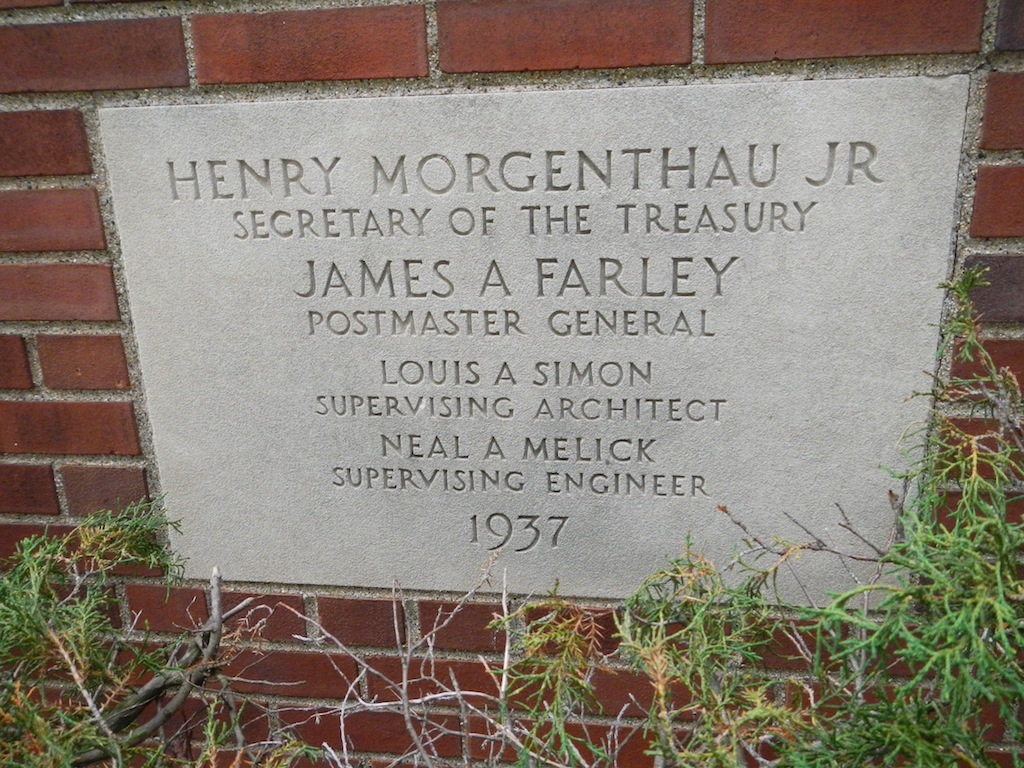 HENRY MORGENTHAU JR
SECRETARY OF THE TREASURY
JAMES A FARLEY
POSTMASTER GENERAL
LOUIS A SIMON
SUPERVISING ARCHITECT
NEAL A MELICK
SUPERVISING ENGINEER
1937